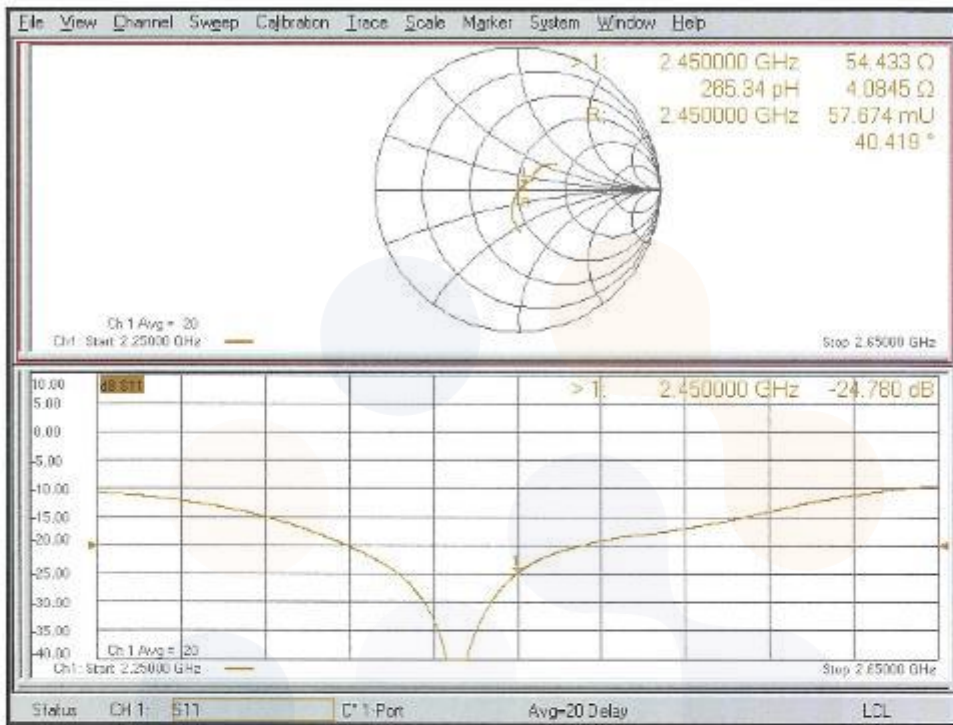 File View Channel Sweep Calibration Trace Scale Marker System Window Help
> 1: 2.450000 GHz 54.433 Ω
265.34 pH 4.0845 Ω
R: 2.450000 GHz 57.674 mU
40.419 °
1
R
Ch 1 Avg = 20
Ch1: Start 2.25000 GHz
Stop 2.65000 GHz
10.00
dB S11
> 1: 2.450000 GHz -24.780 dB
5.00
0.00
-5.00
-10.00
-15.00
-20.00
1
-25.00
-30.00
-35.00
-40.00
Ch 1 Avg = 20
Ch1: Start 2.25000 GHz
Stop 2.65000 GHz
Status CH 1: S11 C* 1-Port Avg=20 Delay LCL